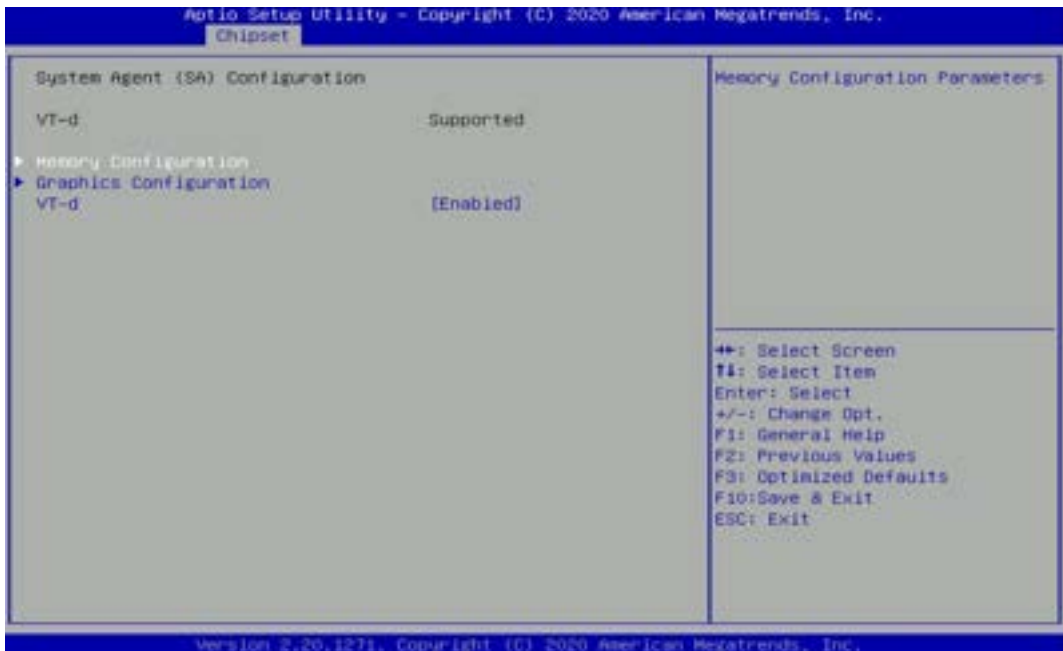 Aptio Setup Utility – Copyright (C) 2020 American Megatrends, Inc.
Chipset
System Agent (SA) Configuration
VT-d Supported
Memory Configuration
Graphics Configuration
VT-d [Enabled]
Memory Configuration Parameters
→←: Select Screen
↑↓: Select Item
Enter: Select
+/-: Change Opt.
F1: General Help
F2: Previous Values
F3: Optimized Defaults
F10:Save & Exit
ESC: Exit
Version 2.20.1271. Copyright (C) 2020 American Megatrends, Inc.